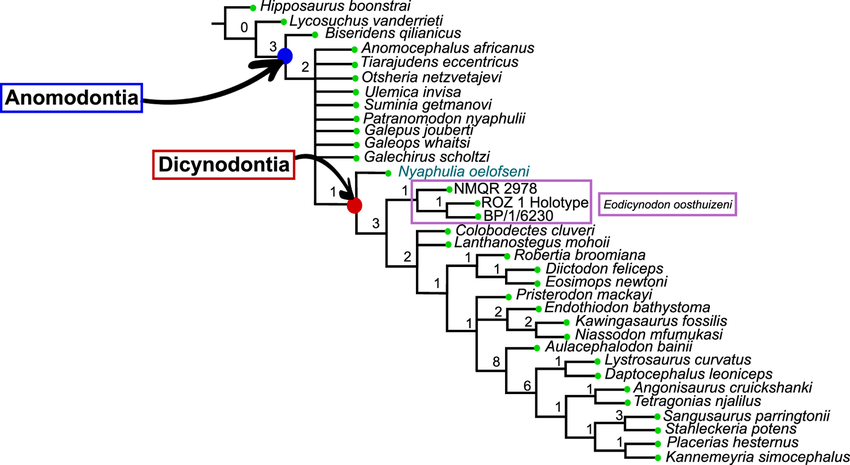 Hipposaurus boonstrai
0
Lycosuchus vanderrieti
Biseridens qilianicus
3
Anomocephalus africanus
2
Tiarajudens eccentricus
Otsheria netzvetajevi
Anomodontia
Ulemica invisa
Suminia getmanovi
Patranomodon nyaphulii
Galepus jouberti
Galeops whaitsi
Galechirus scholtzi
Dicynodontia
Nyaphulia oelofseni
1
1
NMQR 2978
1
ROZ 1 Holotype
Eodicynodon oosthuizeni
BP/1/6230
3
Colobodectes cluveri
Lanthanostegus mohoii
2
Robertia broomiana
1
Diictodon feliceps
1
Eosimops newtoni
1
Pristerodon mackayi
Endothiodon bathystoma
2
Kawingasaurus fossilis
2
1
Niassodon mfumukasi
Aulacephalodon bainii
8
Lystrosaurus curvatus
1
Daptocephalus leoniceps
6
Angonisaurus cruickshanki
1
Tetragonias njalilus
1
Sangusaurus parringtonii
3
Stahleckeria potens
1
Placerias hesternus
1
Kannemeyria simocephalus